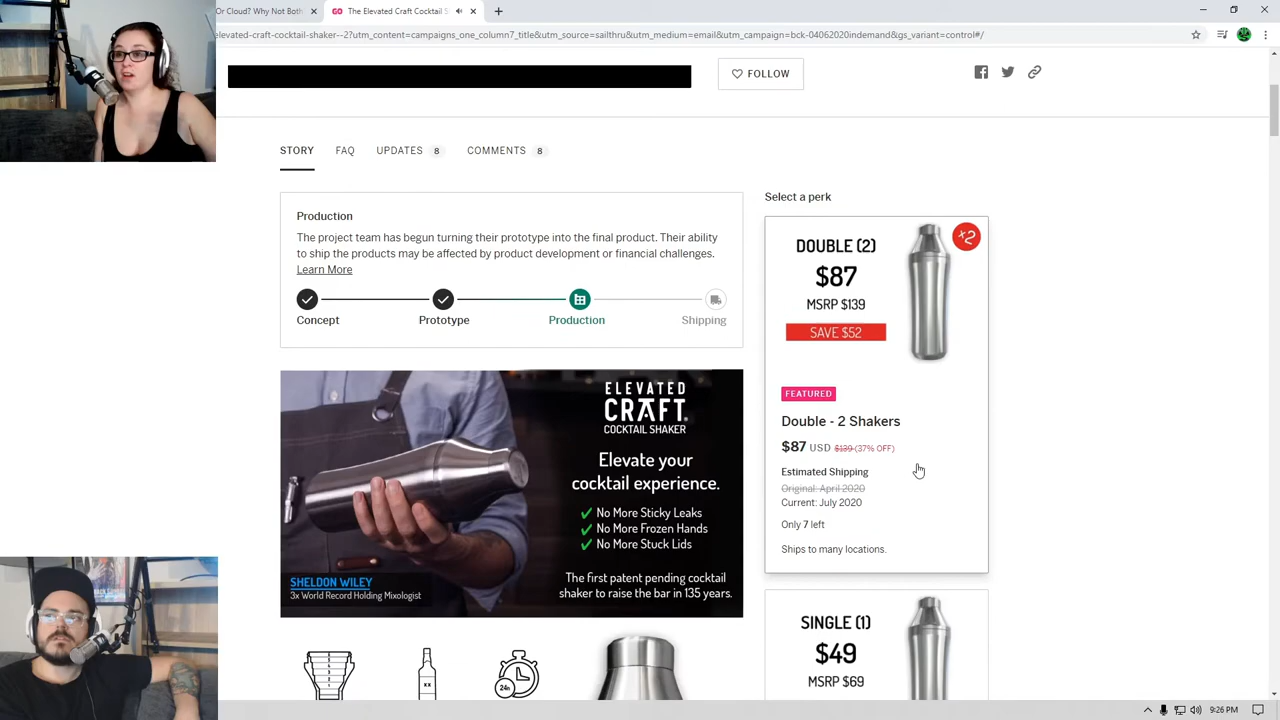 Or Cloud? Why Not Both
GO The Elevated Craft Cocktail S
elevated-craft-cocktail-shaker--2?utm_content=campaigns_one_column7_title&utm_source=sailthru&utm_medium=email&utm_campaign=bck-04062020indemand&gs_variant=control#/
FOLLOW
STORY FAQ UPDATES 8 COMMENTS 8
Production
The project team has begun turning their prototype into the final product. Their ability
to ship the products may be affected by product development or financial challenges.
Learn More
Concept Prototype Production Shipping
ELEVATED
CRAFT
COCKTAIL SHAKER
Elevate your
cocktail experience.
No More Sticky Leaks
No More Frozen Hands
No More Stuck Lids
The first patent pending cocktail
shaker to raise the bar in 135 years.
SHELDON WILEY
3x World Record Holding Mixologist
XX
24h
Select a perk
DOUBLE (2)
×2
$87
MSRP $139
SAVE $52
FEATURED
Double - 2 Shakers
$87 USD $139 (37% OFF)
Estimated Shipping
Original: April 2020
Current: July 2020
Only 7 left
Ships to many locations.
SINGLE (1)
$49
MSRP $69
9:26 PM